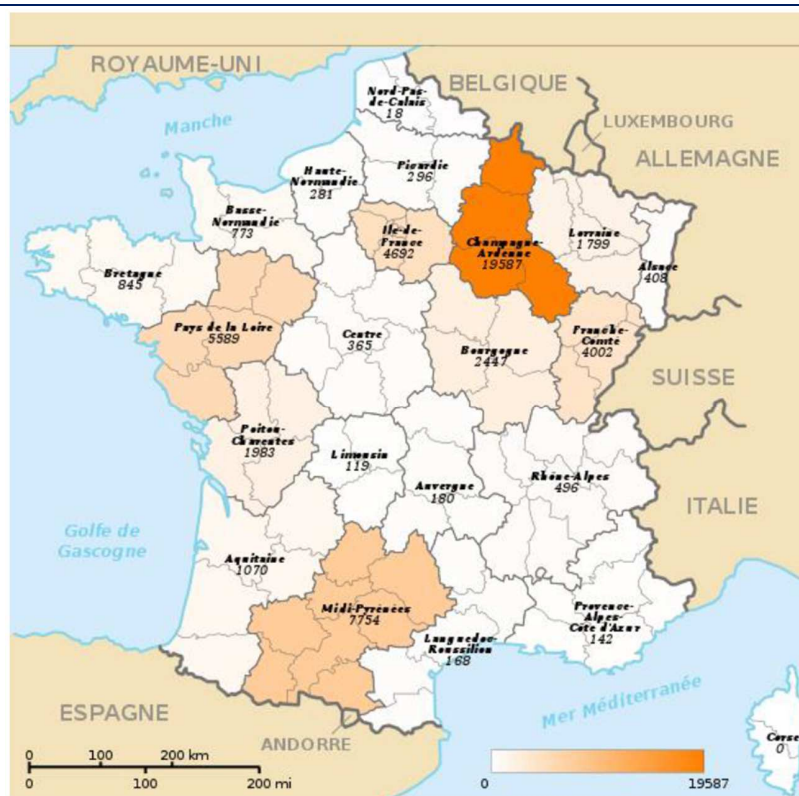 ROYAUME-UNI
BELGIQUE
Nord-Pas-
de-Calais
18
Manche
LUXEMBOURG
ALLEMAGNE
Picardie
296
Haute-
Normandie
281
Basse-
Normandie
773
Ile-de-
France
4692
Champagne-
Ardenne
19587
Lorraine
1799
Alsace
408
Bretagne
845
Pays de la Loire
5589
Centre
365
Bourgogne
2447
Franche-
Comté
4002
SUISSE
Poitou-
Charentes
1983
Limousin
119
Auvergne
180
Rhône-Alpes
496
ITALIE
Golfe de
Gascogne
Aquitaine
1070
Midi-Pyrénées
7754
Provence-
Alpes-
Côte d'Azur
142
Languedoc-
Roussillon
168
Mer Méditerranée
ESPAGNE
ANDORRE
Corse
0
0 100 200 km
0 100 200 mi
0 19587